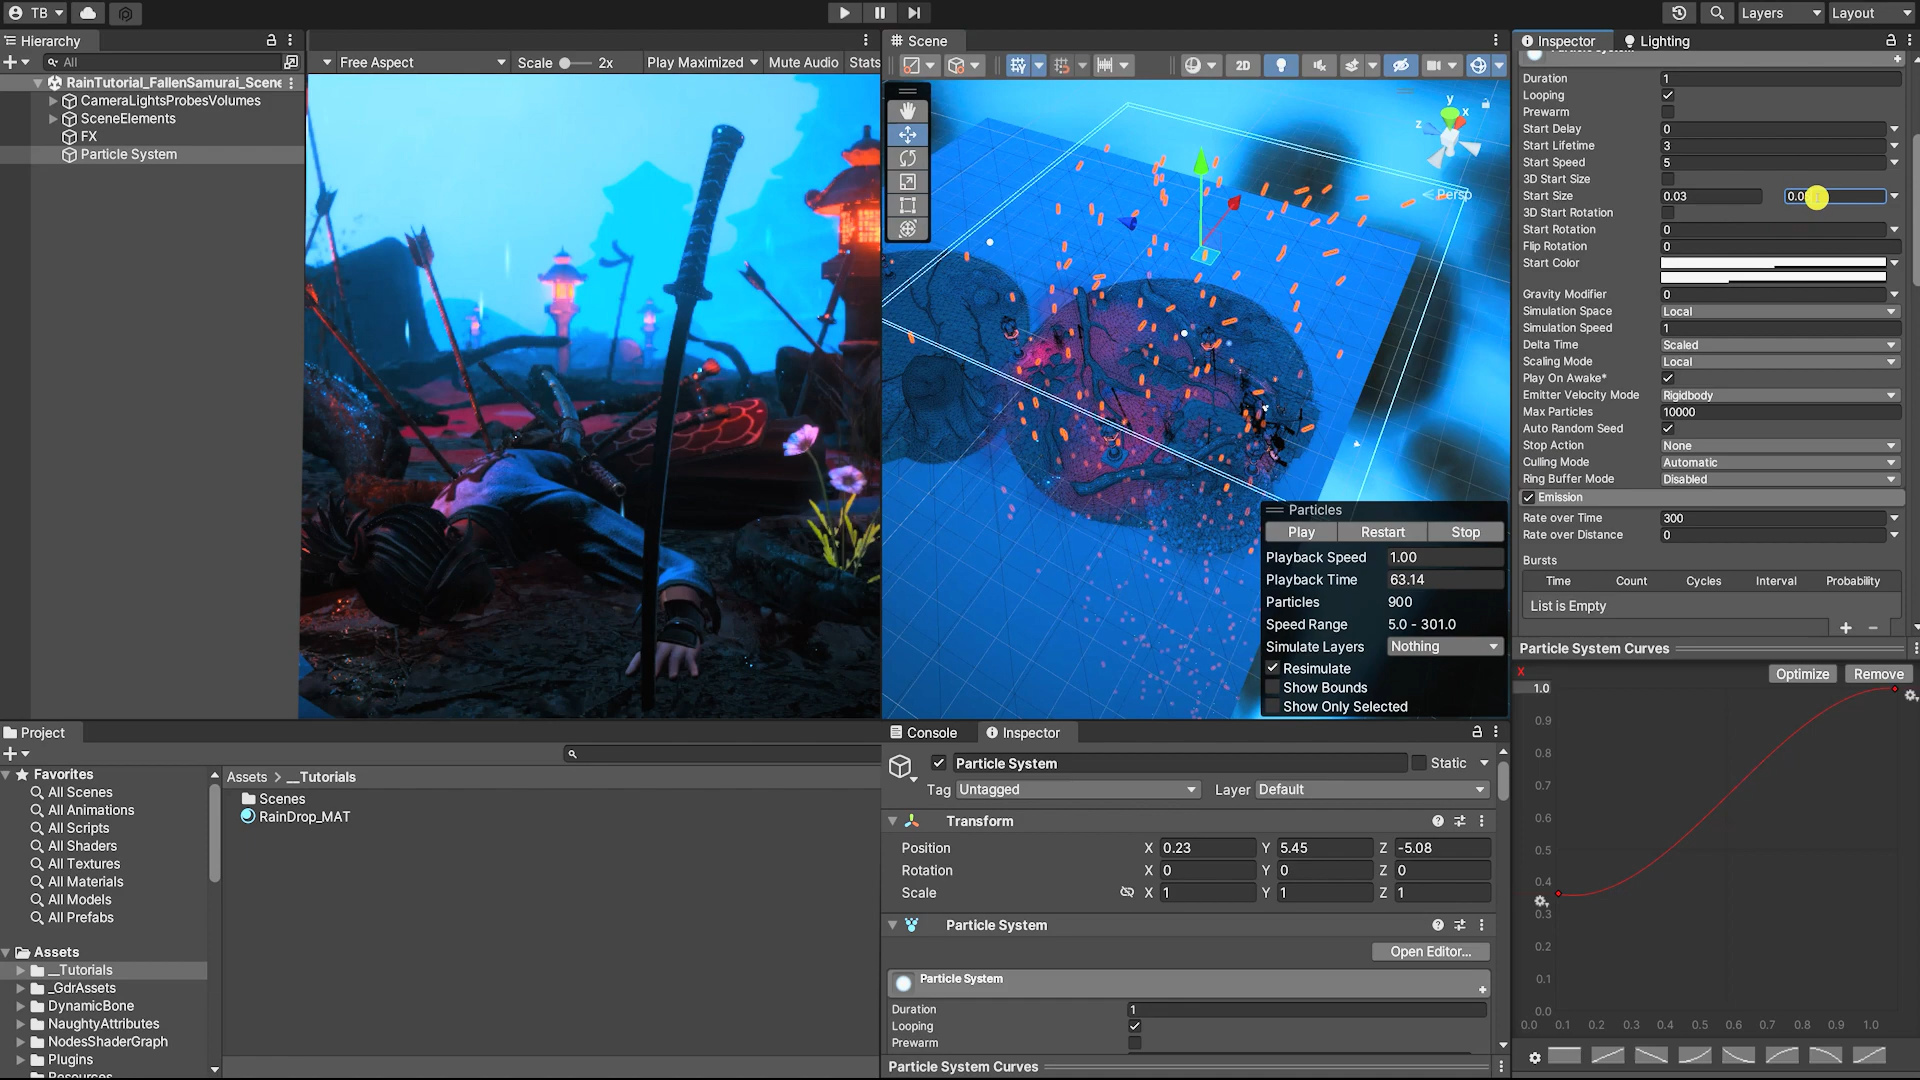 TB
Layers
Layout
Hierarchy
All
RainTutorial_FallenSamurai_Scene
CameraLightsProbesVolumes
SceneElements
FX
Particle System
Free Aspect
Scale
2x
Play Maximized
Mute Audio
Stats
Scene
2D
y
x
z
Persp
Particles
Play
Restart
Stop
Playback Speed
1.00
Playback Time
63.14
Particles
900
Speed Range
5.0 - 301.0
Simulate Layers
Nothing
Resimulate
Show Bounds
Show Only Selected
Inspector
Lighting
Duration
1
Looping
Prewarm
Start Delay
0
Start Lifetime
3
Start Speed
5
3D Start Size
Start Size
0.03
3D Start Rotation
Start Rotation
0
Flip Rotation
0
Start Color
Gravity Modifier
0
Simulation Space
Local
Simulation Speed
1
Delta Time
Scaled
Scaling Mode
Local
Play On Awake*
Emitter Velocity Mode
Rigidbody
Max Particles
10000
Auto Random Seed
Stop Action
None
Culling Mode
Automatic
Ring Buffer Mode
Disabled
Emission
Rate over Time
300
Rate over Distance
0
Bursts
Time
Count
Cycles
Interval
Probability
List is Empty
Particle System Curves
X
Optimize
Remove
1.0
0.9
0.8
0.7
0.6
0.5
0.4
0.3
0.2
0.1
0.0
0.0 0.1 0.2 0.3 0.4 0.5 0.6 0.7 0.8 0.9 1.0
Project
Favorites
All Scenes
All Animations
All Scripts
All Shaders
All Textures
All Materials
All Models
All Prefabs
Assets
__Tutorials
_GdrAssets
DynamicBone
NaughtyAttributes
NodesShaderGraph
Plugins
Assets > __Tutorials
Scenes
RainDrop_MAT
Console
Inspector
Particle System
Static
Tag
Untagged
Layer
Default
Transform
Position
X 0.23 Y 5.45 Z -5.08
Rotation
X 0 Y 0 Z 0
Scale
X 1 Y 1 Z 1
Particle System
Open Editor...
Particle System
Duration
1
Looping
Prewarm
Particle System Curves